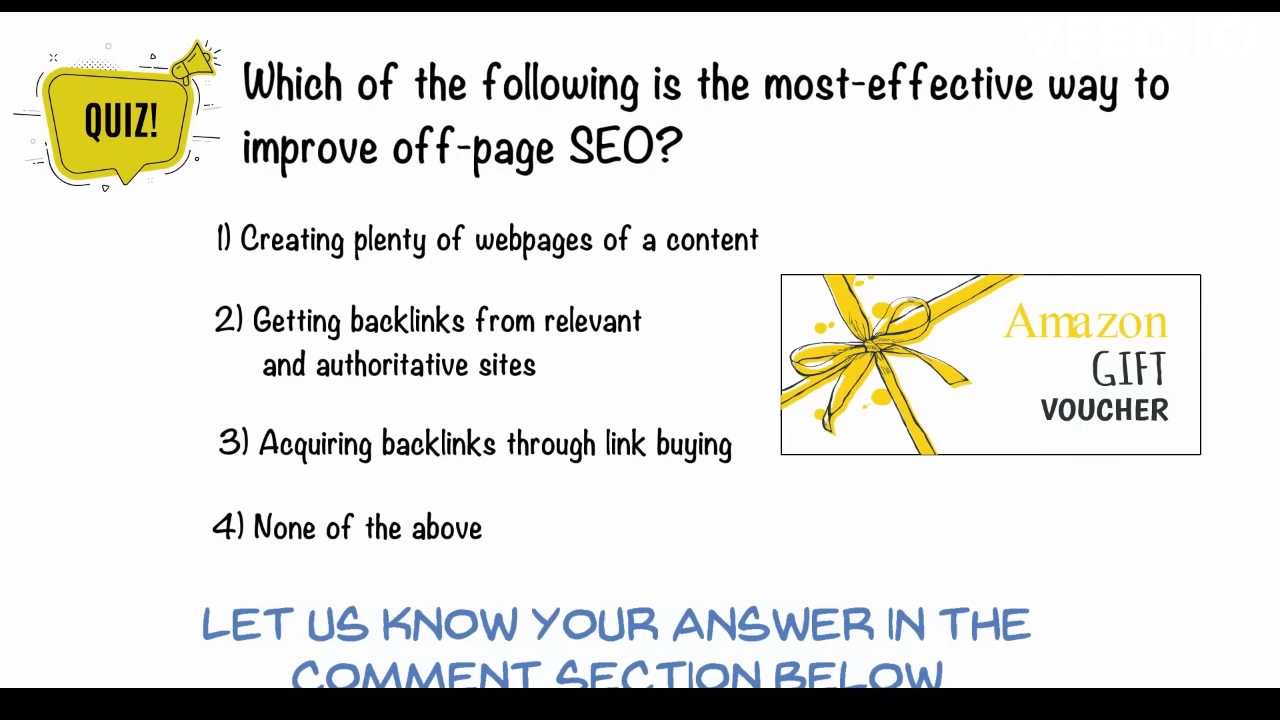 VEED.IO
QUIZ!
Which of the following is the most-effective way to
improve off-page SEO?
1) Creating plenty of webpages of a content
2) Getting backlinks from relevant
and authoritative sites
3) Acquiring backlinks through link buying
4) None of the above
Amazon
GIFT
VOUCHER
LET US KNOW YOUR ANSWER IN THE
COMMENT SECTION BELOW